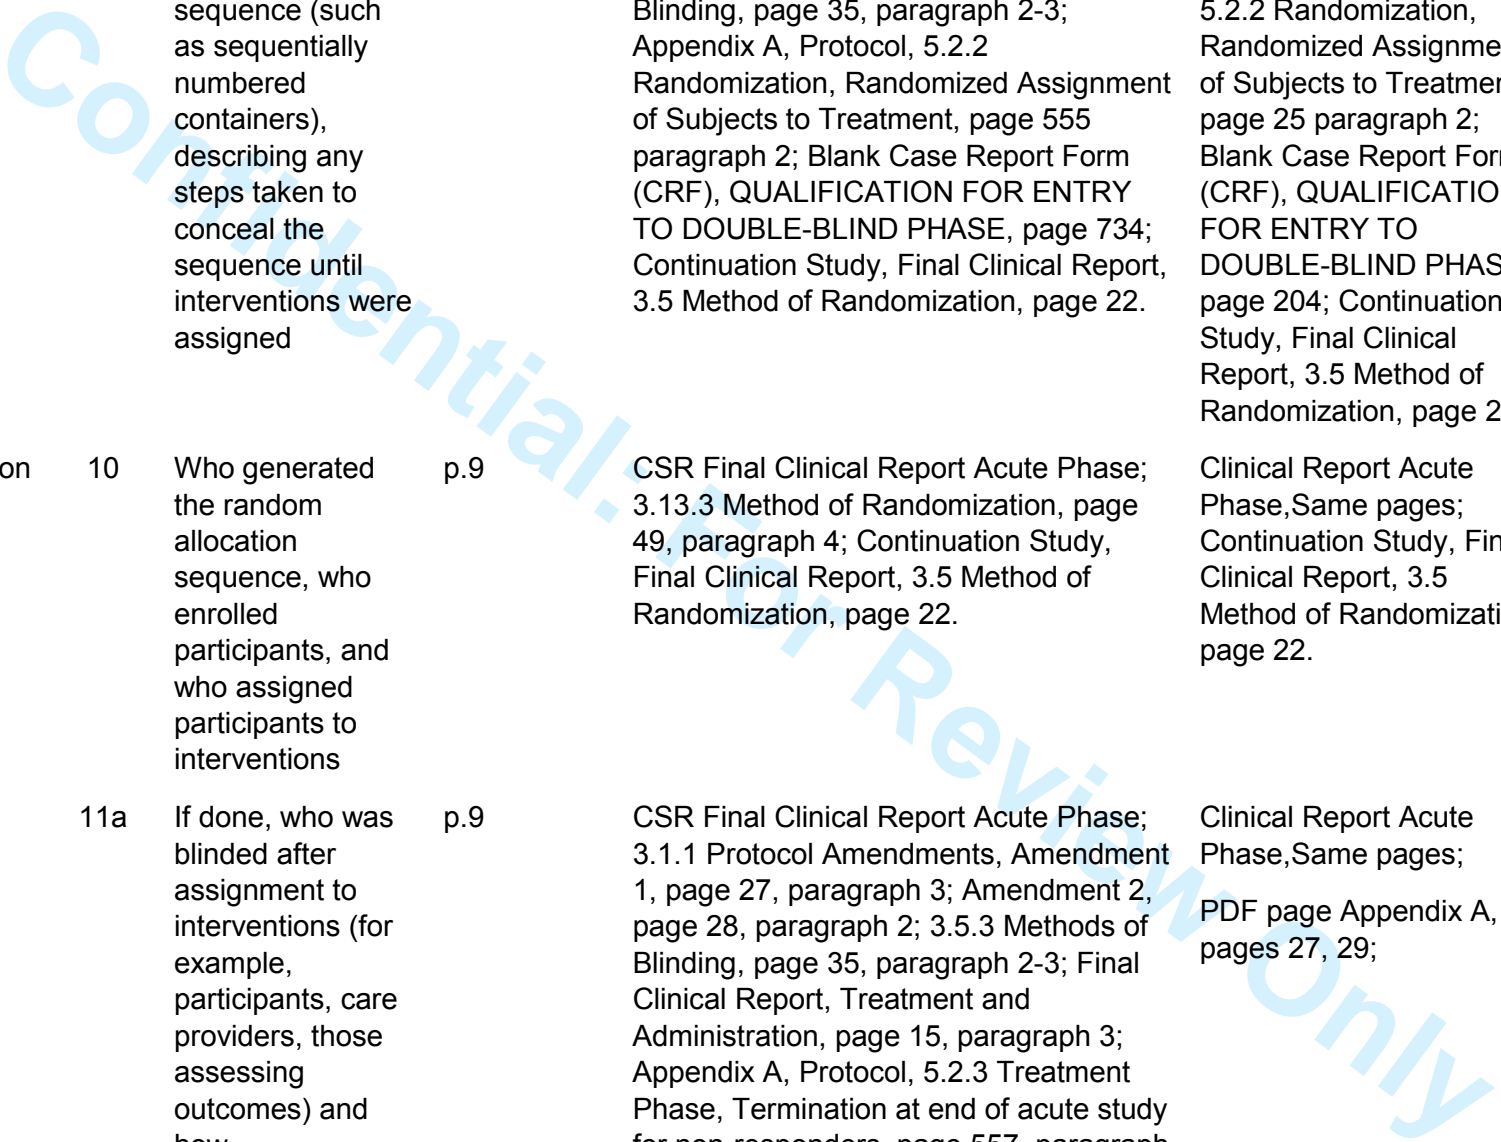 sequence (such
as sequentially
numbered
containers),
describing any
steps taken to
conceal the
sequence until
interventions were
assigned
Blinding, page 35, paragraph 2-3;
Appendix A, Protocol, 5.2.2
Randomization, Randomized Assignment
of Subjects to Treatment, page 555
paragraph 2; Blank Case Report Form
(CRF), QUALIFICATION FOR ENTRY
TO DOUBLE-BLIND PHASE, page 734;
Continuation Study, Final Clinical Report,
3.5 Method of Randomization, page 22.
5.2.2 Randomization,
Randomized Assignme
of Subjects to Treatmen
page 25 paragraph 2;
Blank Case Report Forr
(CRF), QUALIFICATIO
FOR ENTRY TO
DOUBLE-BLIND PHAS
page 204; Continuation
Study, Final Clinical
Report, 3.5 Method of
Randomization, page 2
on
10
Who generated
the random
allocation
sequence, who
enrolled
participants, and
who assigned
participants to
interventions
p.9
CSR Final Clinical Report Acute Phase;
3.13.3 Method of Randomization, page
49, paragraph 4; Continuation Study,
Final Clinical Report, 3.5 Method of
Randomization, page 22.
Clinical Report Acute
Phase,Same pages;
Continuation Study, Fin
Clinical Report, 3.5
Method of Randomizati
page 22.
11a
If done, who was
blinded after
assignment to
interventions (for
example,
participants, care
providers, those
assessing
outcomes) and
how
p.9
CSR Final Clinical Report Acute Phase;
3.1.1 Protocol Amendments, Amendment
1, page 27, paragraph 3; Amendment 2,
page 28, paragraph 2; 3.5.3 Methods of
Blinding, page 35, paragraph 2-3; Final
Clinical Report, Treatment and
Administration, page 15, paragraph 3;
Appendix A, Protocol, 5.2.3 Treatment
Phase, Termination at end of acute study
for non-responders, page 557, paragraph
Clinical Report Acute
Phase,Same pages;
PDF page Appendix A,
pages 27, 29;
Confidential: For Review Only